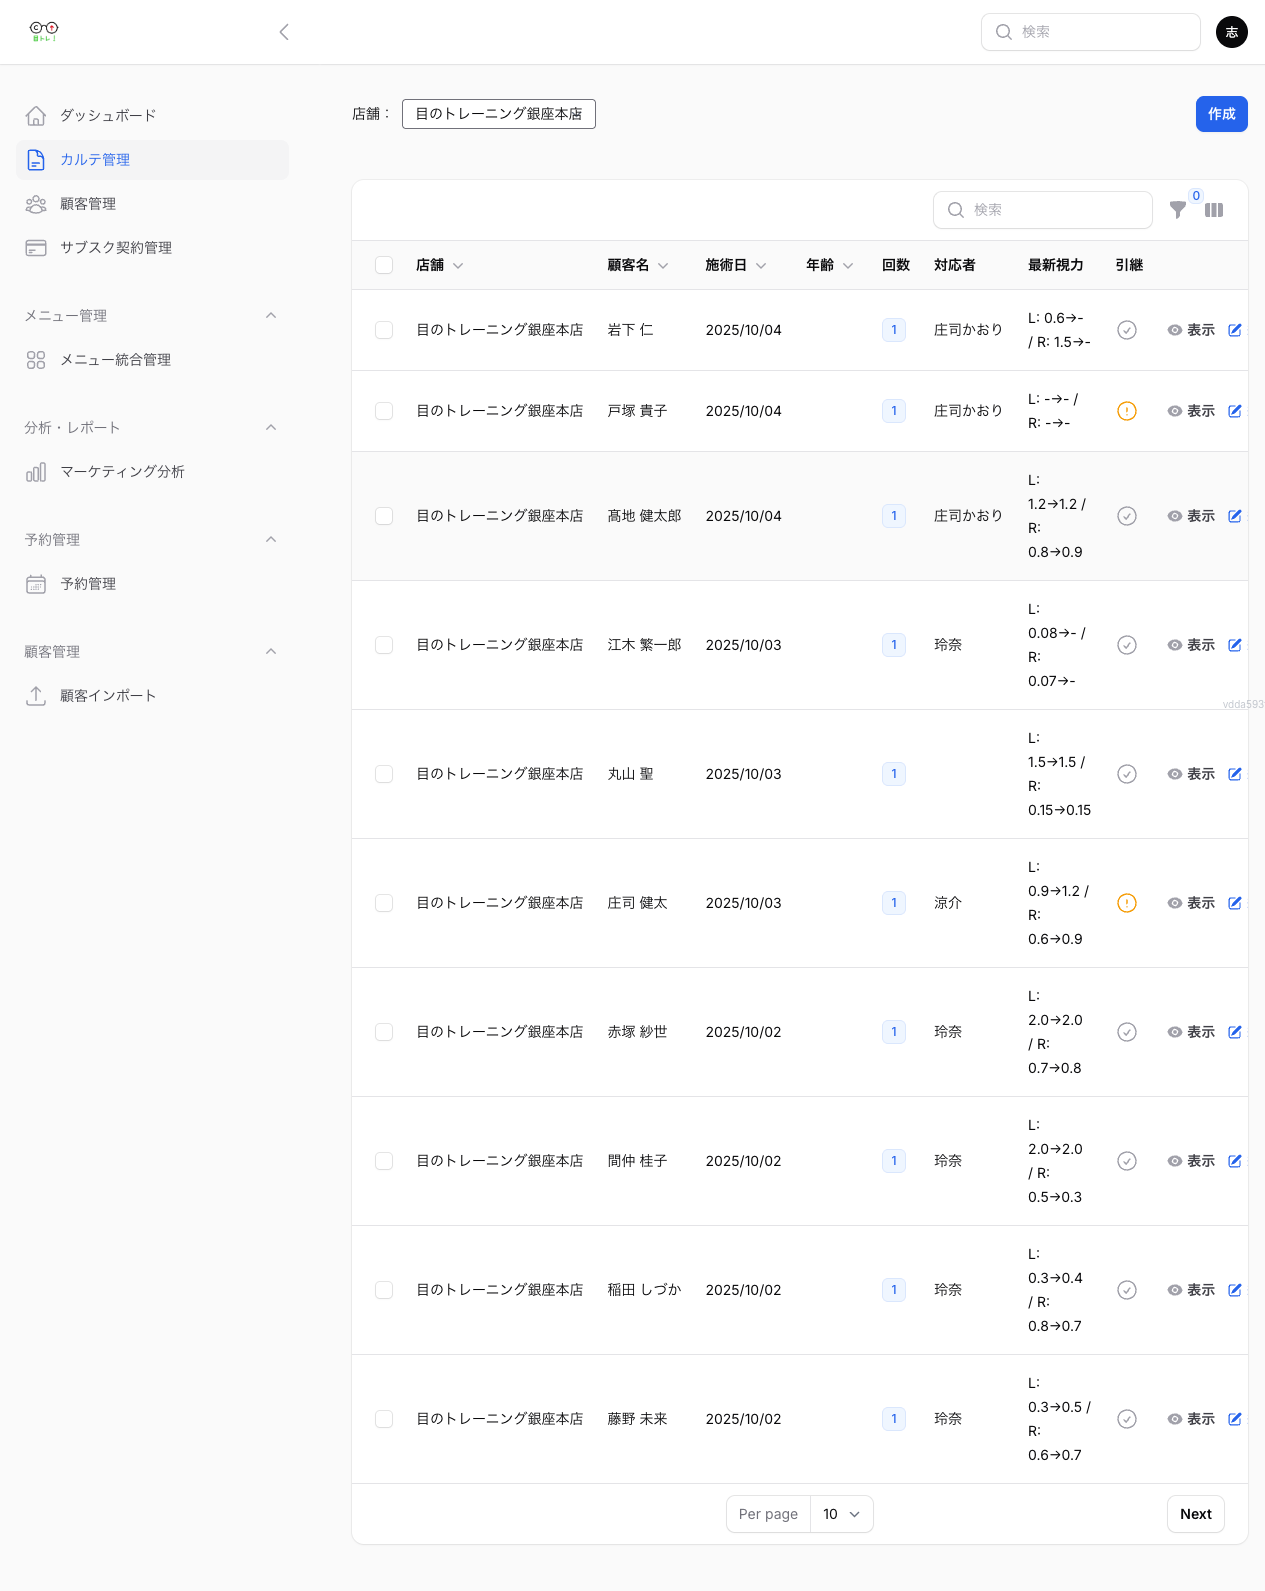 目トレ
検索
志
ダッシュボード
カルテ管理
顧客管理
サブスク契約管理
メニュー管理
メニュー統合管理
分析・レポート
マーケティング分析
予約管理
予約管理
顧客管理
顧客インポート
店舗：
目のトレーニング銀座本店
作成
検索
0
店舗 顧客名 施術日 年齢 回数 対応者 最新視力 引継
目のトレーニング銀座本店 岩下 仁 2025/10/04 1 庄司かおり
L: 0.6→-
/ R: 1.5→-
表示
目のトレーニング銀座本店 戸塚 貴子 2025/10/04 1 庄司かおり
L: -→- /
R: -→-
表示
目のトレーニング銀座本店 髙地 健太郎 2025/10/04 1 庄司かおり
L:
1.2→1.2 /
R:
0.8→0.9
表示
目のトレーニング銀座本店 江木 繁一郎 2025/10/03 1 玲奈
L:
0.08→- /
R:
0.07→-
表示
vdda593
目のトレーニング銀座本店 丸山 聖 2025/10/03 1
L:
1.5→1.5 /
R:
0.15→0.15
表示
目のトレーニング銀座本店 庄司 健太 2025/10/03 1 涼介
L:
0.9→1.2 /
R:
0.6→0.9
表示
目のトレーニング銀座本店 赤塚 紗世 2025/10/02 1 玲奈
L:
2.0→2.0
/ R:
0.7→0.8
表示
目のトレーニング銀座本店 間仲 桂子 2025/10/02 1 玲奈
L:
2.0→2.0
/ R:
0.5→0.3
表示
目のトレーニング銀座本店 稲田 しづか 2025/10/02 1 玲奈
L:
0.3→0.4
/ R:
0.8→0.7
表示
目のトレーニング銀座本店 藤野 未来 2025/10/02 1 玲奈
L:
0.3→0.5 /
R:
0.6→0.7
表示
Per page 10
Next